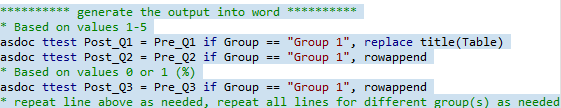 ********** generate the output into word **********
* Based on values 1-5
asdoc ttest Post_Q1 = Pre_Q1 if Group == "Group 1", replace title(Table)
asdoc ttest Post_Q2 = Pre_Q2 if Group == "Group 1", rowappend
* Based on values 0 or 1 (%)
asdoc ttest Post_Q3 = Pre_Q3 if Group == "Group 1", rowappend
* repeat line above as needed, repeat all lines for different group(s) as needed